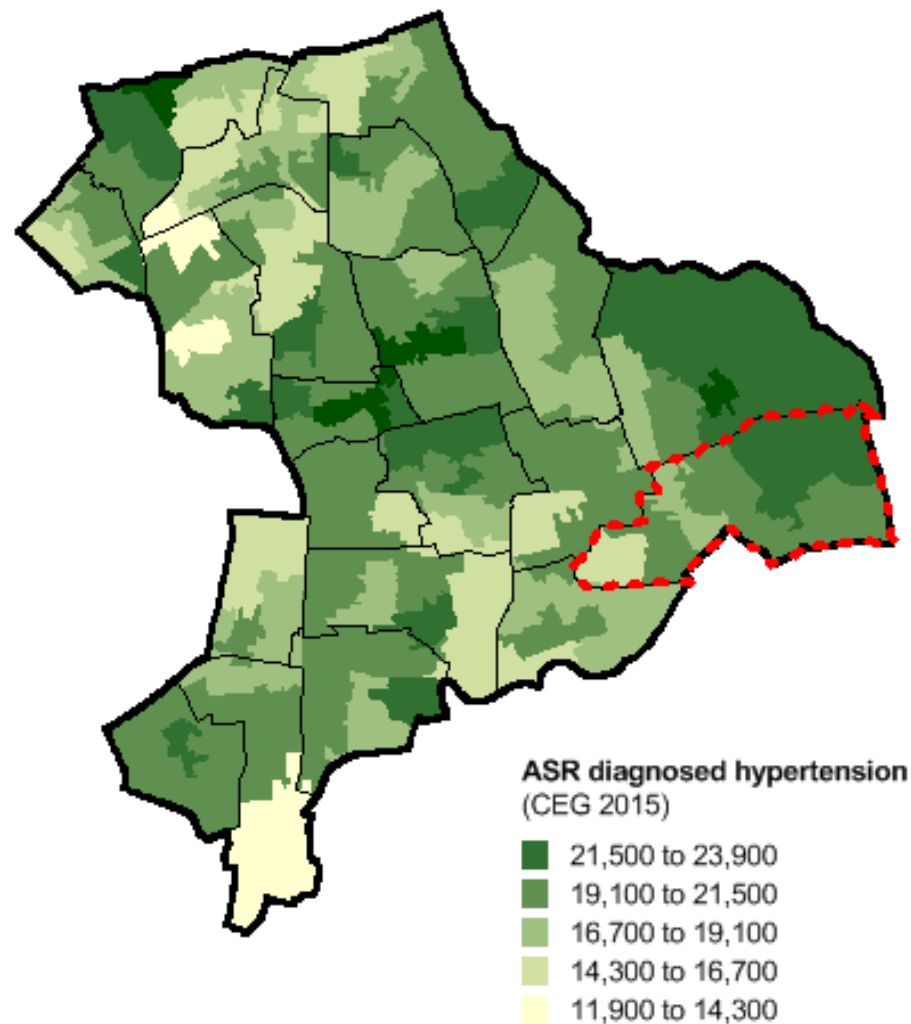 ASR diagnosed hypertension
(CEG 2015)
21,500 to 23,900
19,100 to 21,500
16,700 to 19,100
14,300 to 16,700
11,900 to 14,300